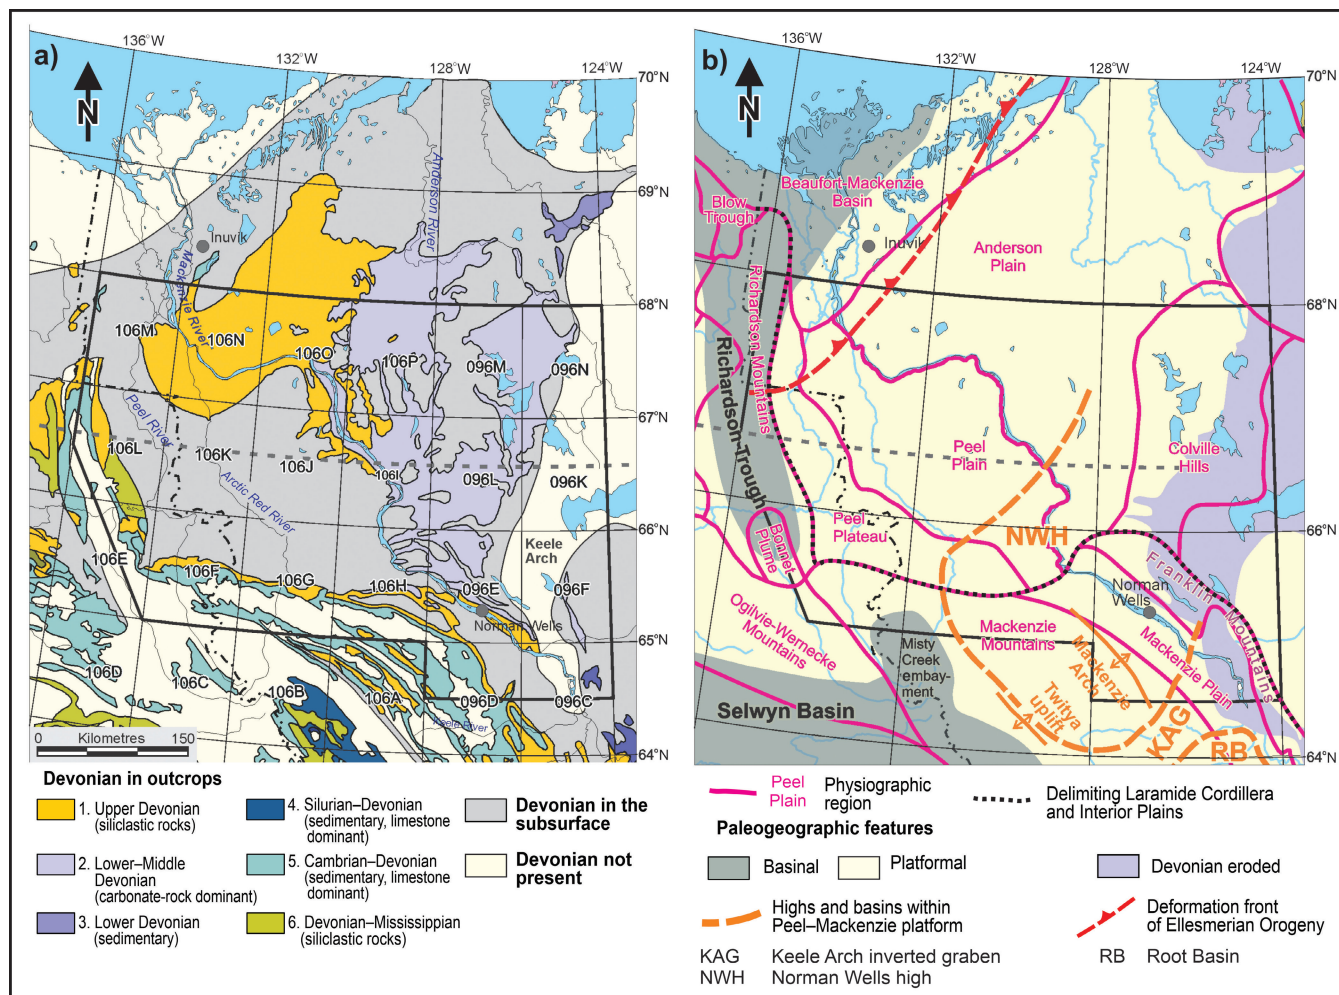 a)
N
136°W
132°W
128°W
124°W
70°N
69°N
68°N
67°N
66°N
65°N
64°N
Inuvik
Mackenzie River
Anderson River
106M
106N
106O
106P
096M
096N
Peel River
106L
106K
106J
106I
096L
096K
Arctic Red River
Keele
Arch
106E
106F
106G
106H
096E
096F
Norman Wells
106D
106C
106B
106A
096D
096C
Keele River
0 Kilometres 150
b)
N
136°W
132°W
128°W
124°W
70°N
69°N
68°N
67°N
66°N
65°N
64°N
Beaufort-Mackenzie
Basin
Blow
Trough
Inuvik
Anderson
Plain
Richardson Mountains
Richardson Trough
Peel
Plain
Colville
Hills
Peel
Plateau
NWH
Bonnet
Plume
Franklin Mountains
Norman
Wells
Ogilvie-Wernecke
Mountains
Misty
Creek
embay-
ment
Mackenzie
Mountains
Mackenzie
Arch
Mackenzie Plain
Twitya
uplift
KAG
RB
Selwyn Basin
Devonian in outcrops
1. Upper Devonian
(siliclastic rocks)
2. Lower–Middle
Devonian
(carbonate-rock dominant)
3. Lower Devonian
(sedimentary)
4. Silurian–Devonian
(sedimentary, limestone
dominant)
5. Cambrian–Devonian
(sedimentary, limestone
dominant)
6. Devonian–Mississippian
(siliclastic rocks)
Devonian in the
subsurface
Devonian not
present
Peel
Plain
Physiographic
region
Delimiting Laramide Cordillera
and Interior Plains
Paleogeographic features
Basinal
Platformal
Devonian eroded
Highs and basins within
Peel–Mackenzie platform
Deformation front
of Ellesmerian Orogeny
KAG Keele Arch inverted graben
RB Root Basin
NWH Norman Wells high